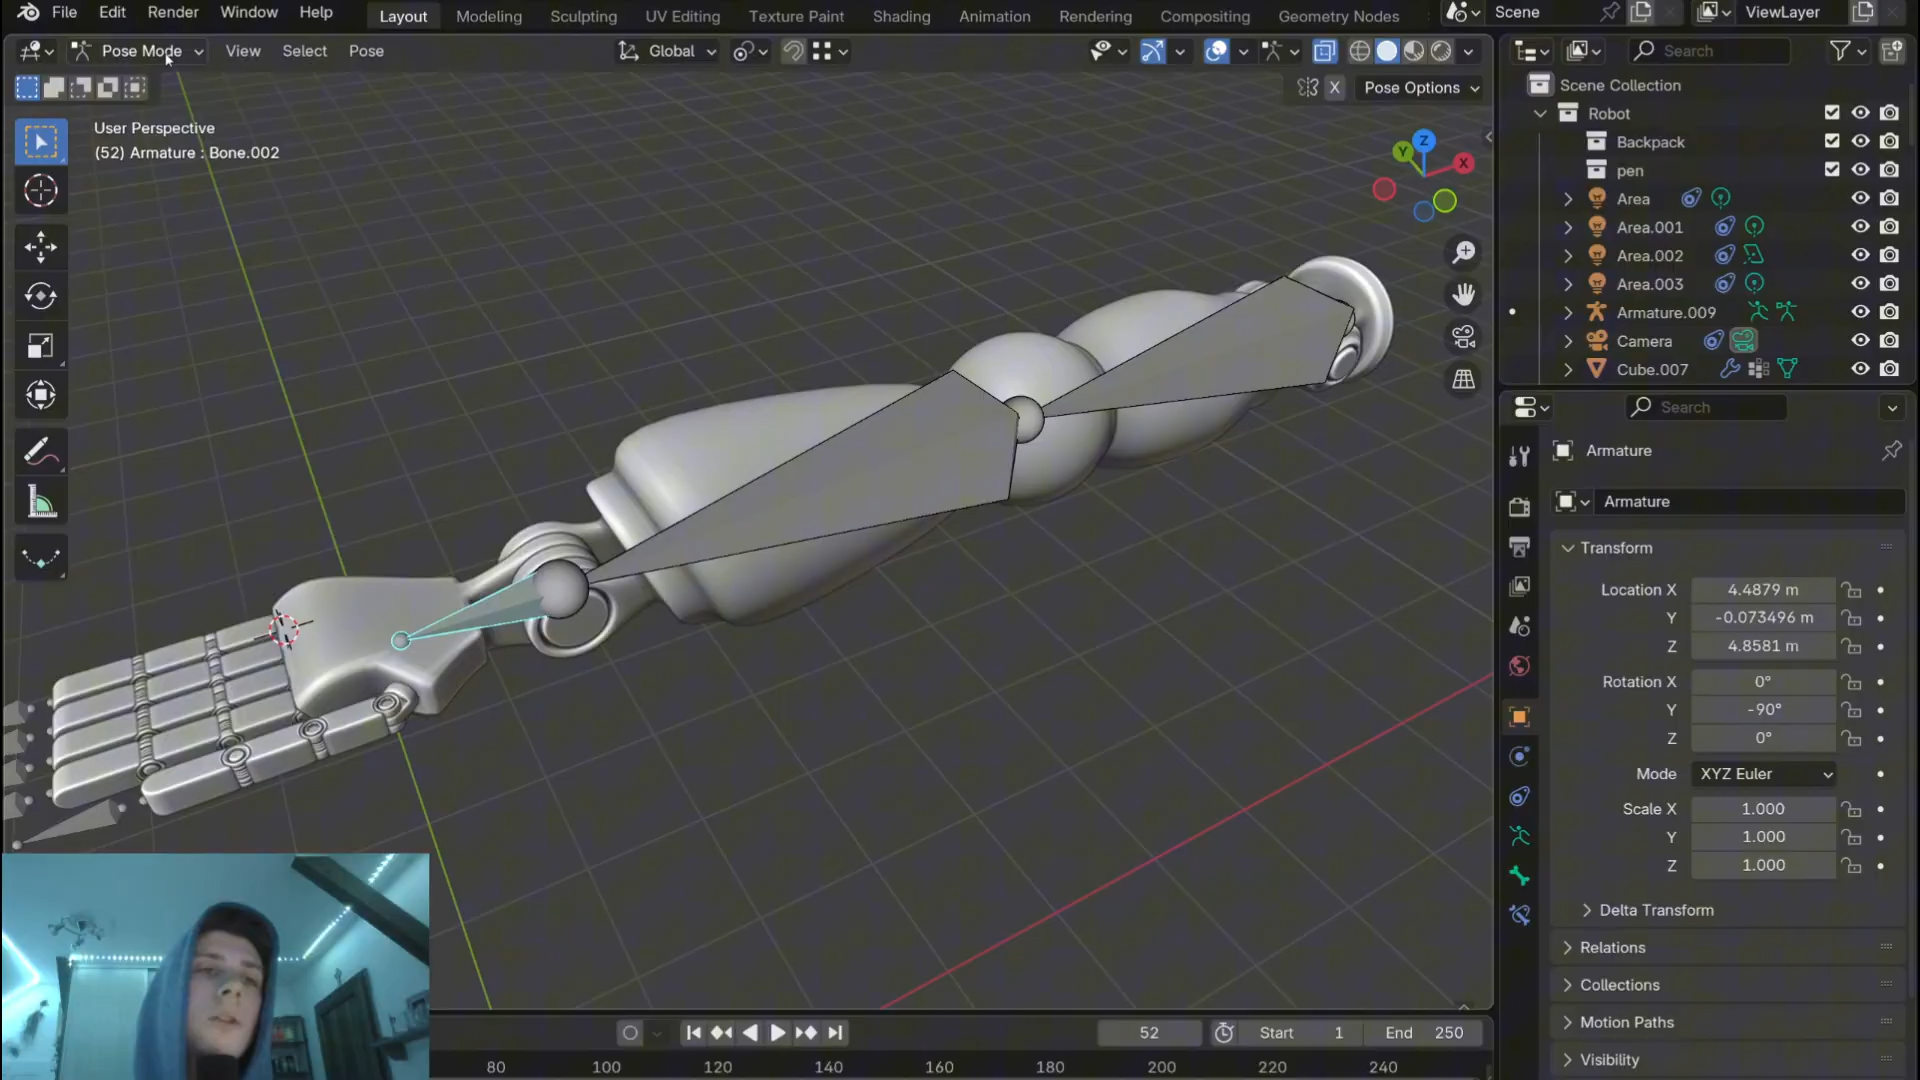 File Edit Render Window Help
Layout Modeling Sculpting UV Editing Texture Paint Shading Animation Rendering Compositing Geometry Nodes
Scene
ViewLayer
Pose Mode View Select Pose
Global
Search
X
Pose Options
User Perspective
(52) Armature : Bone.002
Z
Y
X
Scene Collection
Robot
Backpack
pen
Area
Area.001
Area.002
Area.003
Armature.009
Camera
Cube.007
Search
Armature
Armature
Transform
Location X 4.4879 m
Y -0.073496 m
Z 4.8581 m
Rotation X 0°
Y -90°
Z 0°
Mode XYZ Euler
Scale X 1.000
Y 1.000
Z 1.000
Delta Transform
Relations
Collections
Motion Paths
Visibility
52 Start 1 End 250
80 100 120 140 160 180 200 220 240